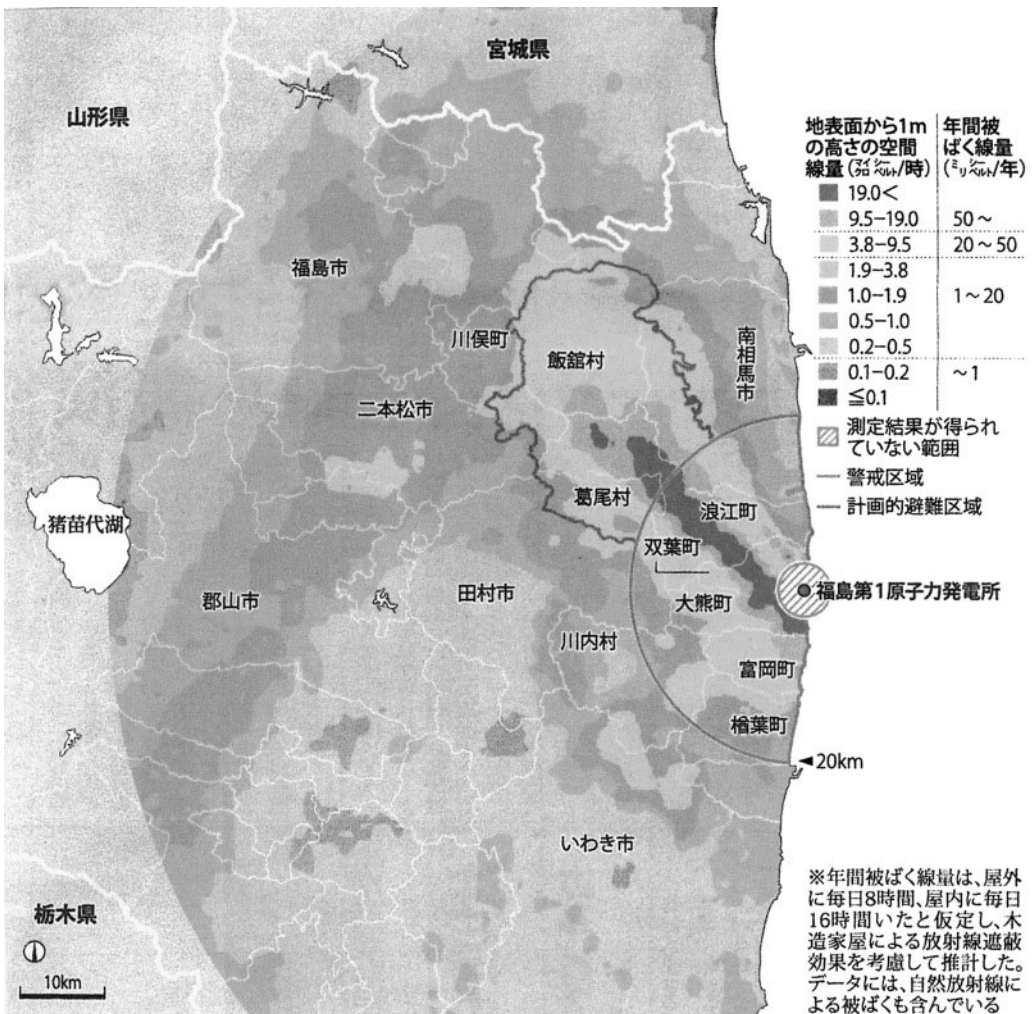 宮城県
山形県
福島市
川俣町
飯舘村
南相馬市
二本松市
葛尾村
浪江町
双葉町
猪苗代湖
郡山市
田村市
大熊町
福島第1原子力発電所
川内村
富岡町
楢葉町
◀20km
いわき市
栃木県
10km
地表面から1m
の高さの空間
線量(マイクロシーベルト/時)
年間被
ばく線量
(ミリシーベルト/年)
19.0<
9.5−19.0 50〜
3.8−9.5 20〜50
1.9−3.8
1.0−1.9 1〜20
0.5−1.0
0.2−0.5
0.1−0.2 〜1
≦0.1
測定結果が得られ
ていない範囲
警戒区域
計画的避難区域
※年間被ばく線量は、屋外
に毎日8時間、屋内に毎日
16時間いたと仮定し、木
造家屋による放射線遮蔽
効果を考慮して推計した。
データには、自然放射線に
よる被ばくも含んでいる